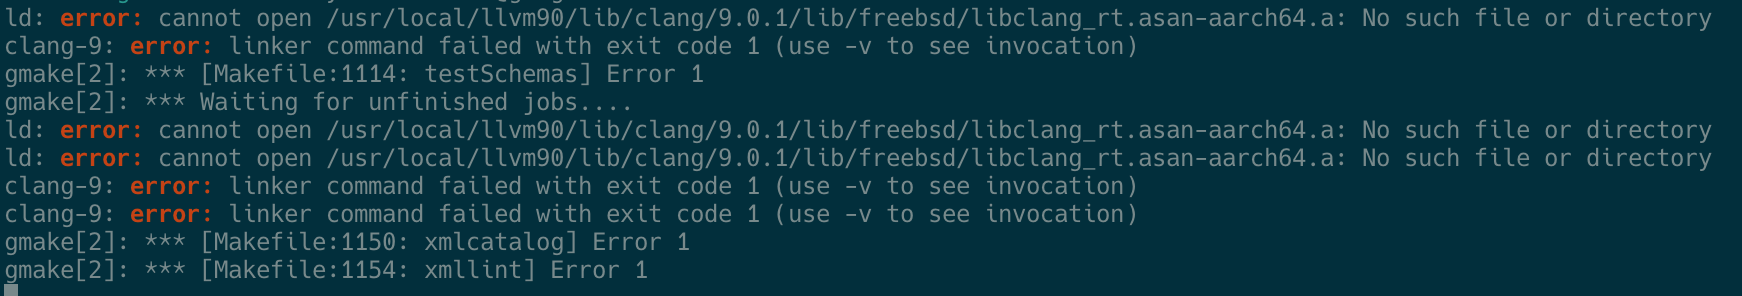 ld: error: cannot open /usr/local/llvm90/lib/clang/9.0.1/lib/freebsd/libclang_rt.asan-aarch64.a: No such file or directory
clang-9: error: linker command failed with exit code 1 (use -v to see invocation)
gmake[2]: *** [Makefile:1114: testSchemas] Error 1
gmake[2]: *** Waiting for unfinished jobs....
ld: error: cannot open /usr/local/llvm90/lib/clang/9.0.1/lib/freebsd/libclang_rt.asan-aarch64.a: No such file or directory
ld: error: cannot open /usr/local/llvm90/lib/clang/9.0.1/lib/freebsd/libclang_rt.asan-aarch64.a: No such file or directory
clang-9: error: linker command failed with exit code 1 (use -v to see invocation)
clang-9: error: linker command failed with exit code 1 (use -v to see invocation)
gmake[2]: *** [Makefile:1150: xmlcatalog] Error 1
gmake[2]: *** [Makefile:1154: xmllint] Error 1